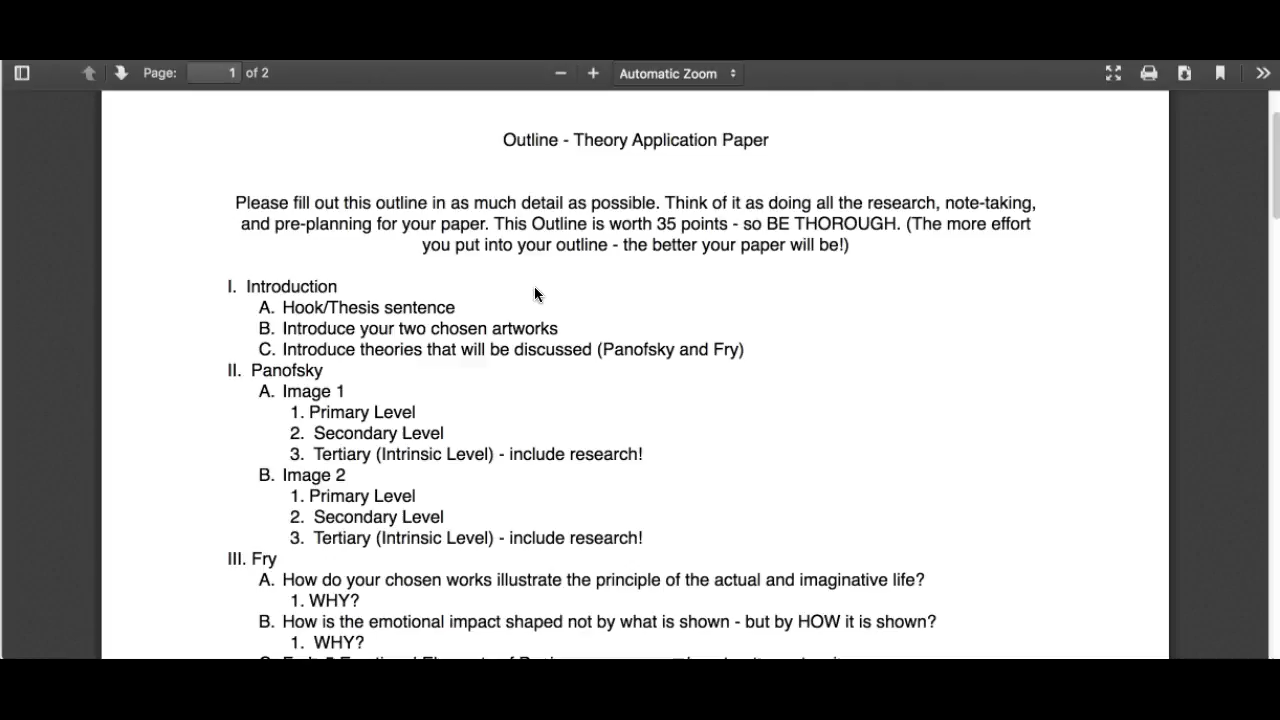 Page: 1 of 2 Automatic Zoom
Outline - Theory Application Paper
Please fill out this outline in as much detail as possible. Think of it as doing all the research, note-taking,
and pre-planning for your paper. This Outline is worth 35 points - so BE THOROUGH. (The more effort
you put into your outline - the better your paper will be!)
I. Introduction
A. Hook/Thesis sentence
B. Introduce your two chosen artworks
C. Introduce theories that will be discussed (Panofsky and Fry)
II. Panofsky
A. Image 1
1. Primary Level
2. Secondary Level
3. Tertiary (Intrinsic Level) - include research!
B. Image 2
1. Primary Level
2. Secondary Level
3. Tertiary (Intrinsic Level) - include research!
III. Fry
A. How do your chosen works illustrate the principle of the actual and imaginative life?
1. WHY?
B. How is the emotional impact shaped not by what is shown - but by HOW it is shown?
1. WHY?